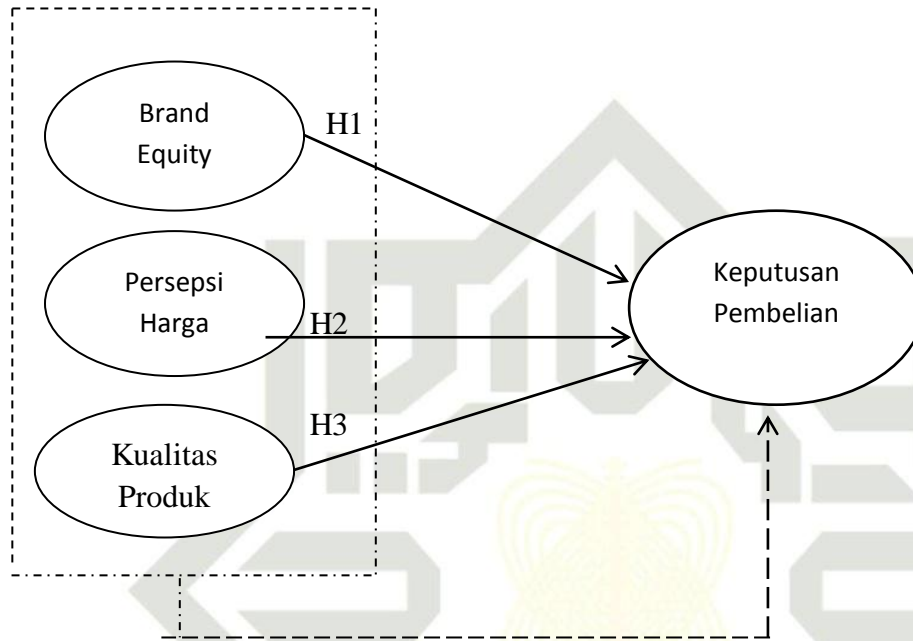 Brand
Equity
H1
Persepsi
Harga
H2
Kualitas
Produk
H3
Keputusan
Pembelian